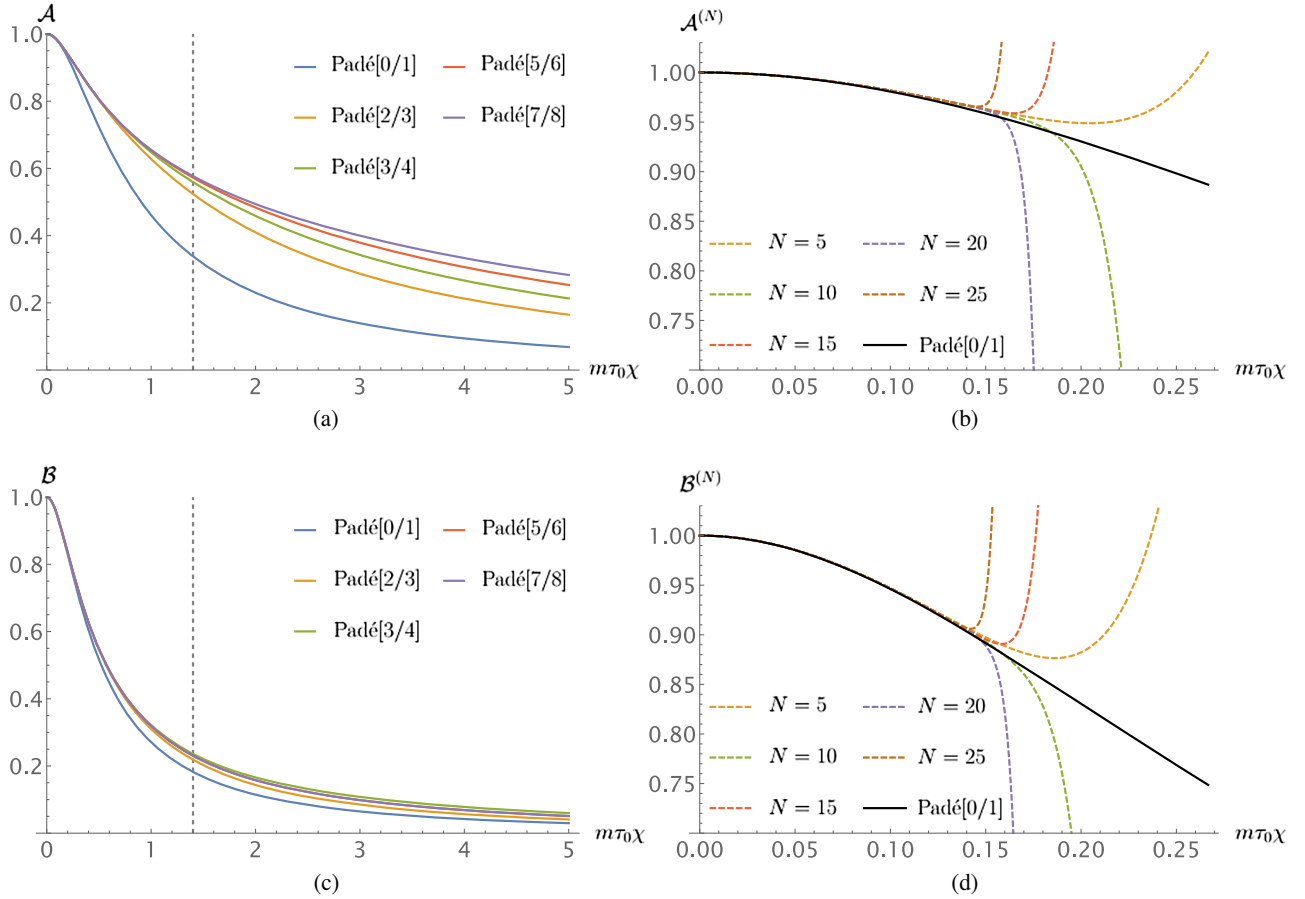 𝒜
1.0
0.8
0.6
0.4
0.2
0 1 2 3 4 5
mτ₀χ
Padé[0/1] Padé[5/6]
Padé[2/3] Padé[7/8]
Padé[3/4]
(a)
𝒜⁽ᴺ⁾
1.00
0.95
0.90
0.85
0.80
0.75
0.00 0.05 0.10 0.15 0.20 0.25
mτ₀χ
N = 5 N = 20
N = 10 N = 25
N = 15 Padé[0/1]
(b)
ℬ
1.0
0.8
0.6
0.4
0.2
0 1 2 3 4 5
mτ₀χ
Padé[0/1] Padé[5/6]
Padé[2/3] Padé[7/8]
Padé[3/4]
(c)
ℬ⁽ᴺ⁾
1.00
0.95
0.90
0.85
0.80
0.75
0.00 0.05 0.10 0.15 0.20 0.25
mτ₀χ
N = 5 N = 20
N = 10 N = 25
N = 15 Padé[0/1]
(d)